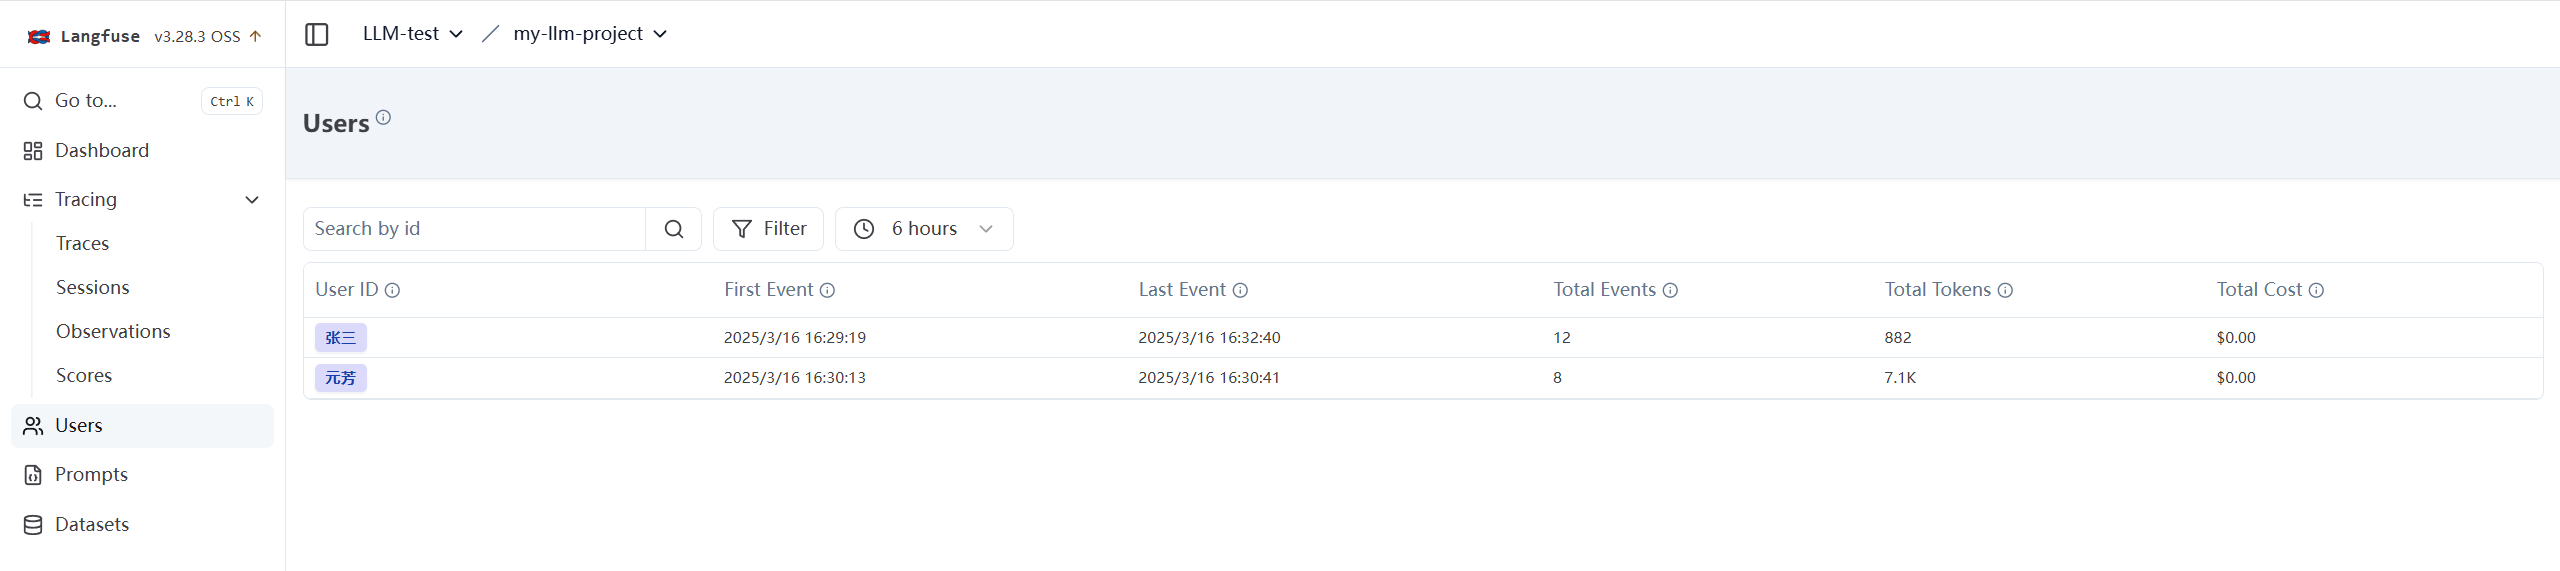 Langfuse v3.28.3 OSS
LLM-test / my-llm-project
Go to... Ctrl K
Dashboard
Tracing
Traces
Sessions
Observations
Scores
Users
Prompts
Datasets
Users
Search by id Filter 6 hours
User ID First Event Last Event Total Events Total Tokens Total Cost
张三 2025/3/16 16:29:19 2025/3/16 16:32:40 12 882 $0.00
元芳 2025/3/16 16:30:13 2025/3/16 16:30:41 8 7.1K $0.00